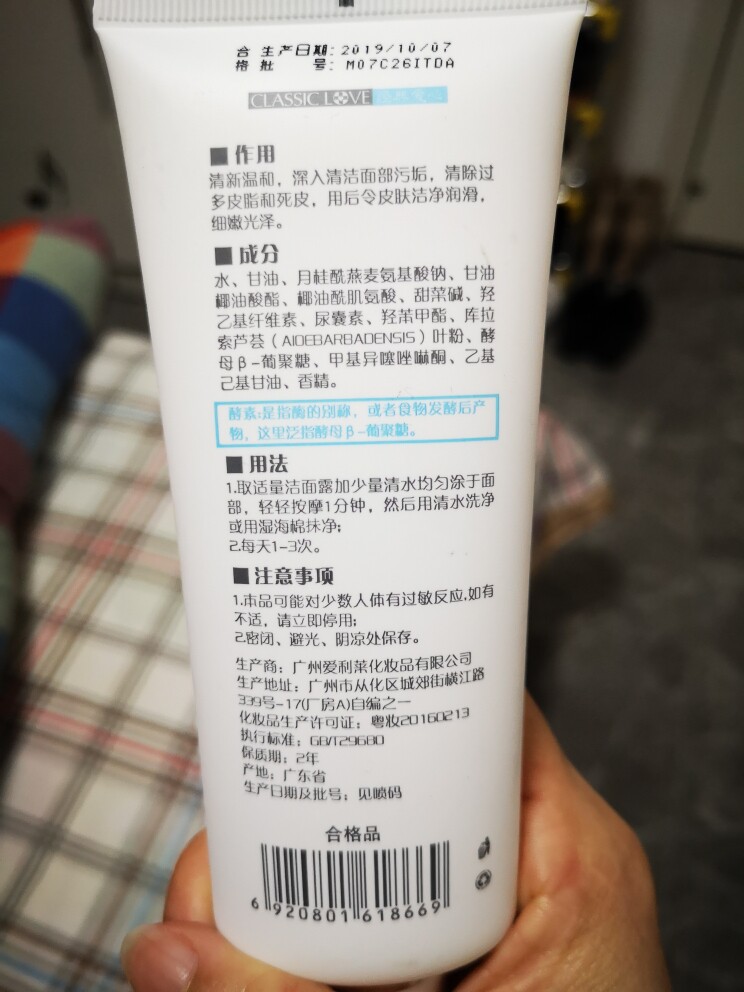 合 生产日期:2019/10/07
格 批 号: M07C26ITDA
CLASSIC LOVE
■作用
清新温和，深入清洁面部污垢，清除过
多皮脂和死皮，用后令皮肤洁净润滑，
细嫩光泽。
■成分
水、甘油、月桂酰燕麦氨基酸钠、甘油
椰油酸酯、椰油酰肌氨酸、甜菜碱、羟
乙基纤维素、尿囊素、羟苯甲酯、库拉
索芦荟（AIOEBARBADENSIS）叶粉、酵
母β-葡聚糖、甲基异噻唑啉酮、乙基
己基甘油、香精。
酵素:是指酶的别称，或者食物发酵后产
物，这里泛指酵母β-葡聚糖。
■用法
1.取适量洁面露加少量清水均匀涂于面
部，轻轻按摩1分钟，然后用清水洗净
或用湿海棉抹净;
2.每天1-3次。
■注意事项
1.本品可能对少数人体有过敏反应,如有
不适，请立即停用;
2.密闭、避光、阴凉处保存。
生产商：广州爱利莱化妆品有限公司
生产地址：广州市从化区城郊街横江路
339号-17(厂房A)自编之一
化妆品生产许可证：粤妆20160213
执行标准：GB/T29680
保质期：2年
产地：广东省
生产日期及批号：见喷码
合格品
6 920801 618669